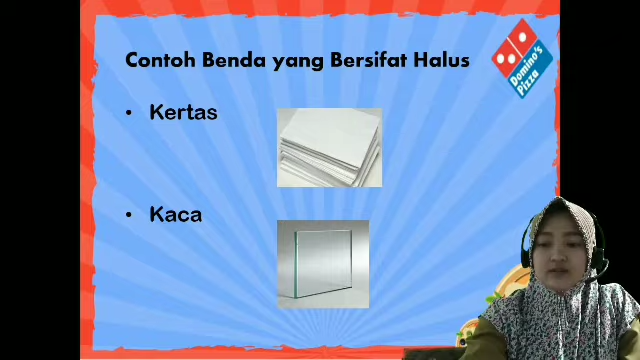 Contoh Benda yang Bersifat Halus
Domino's
Pizza
• Kertas
• Kaca